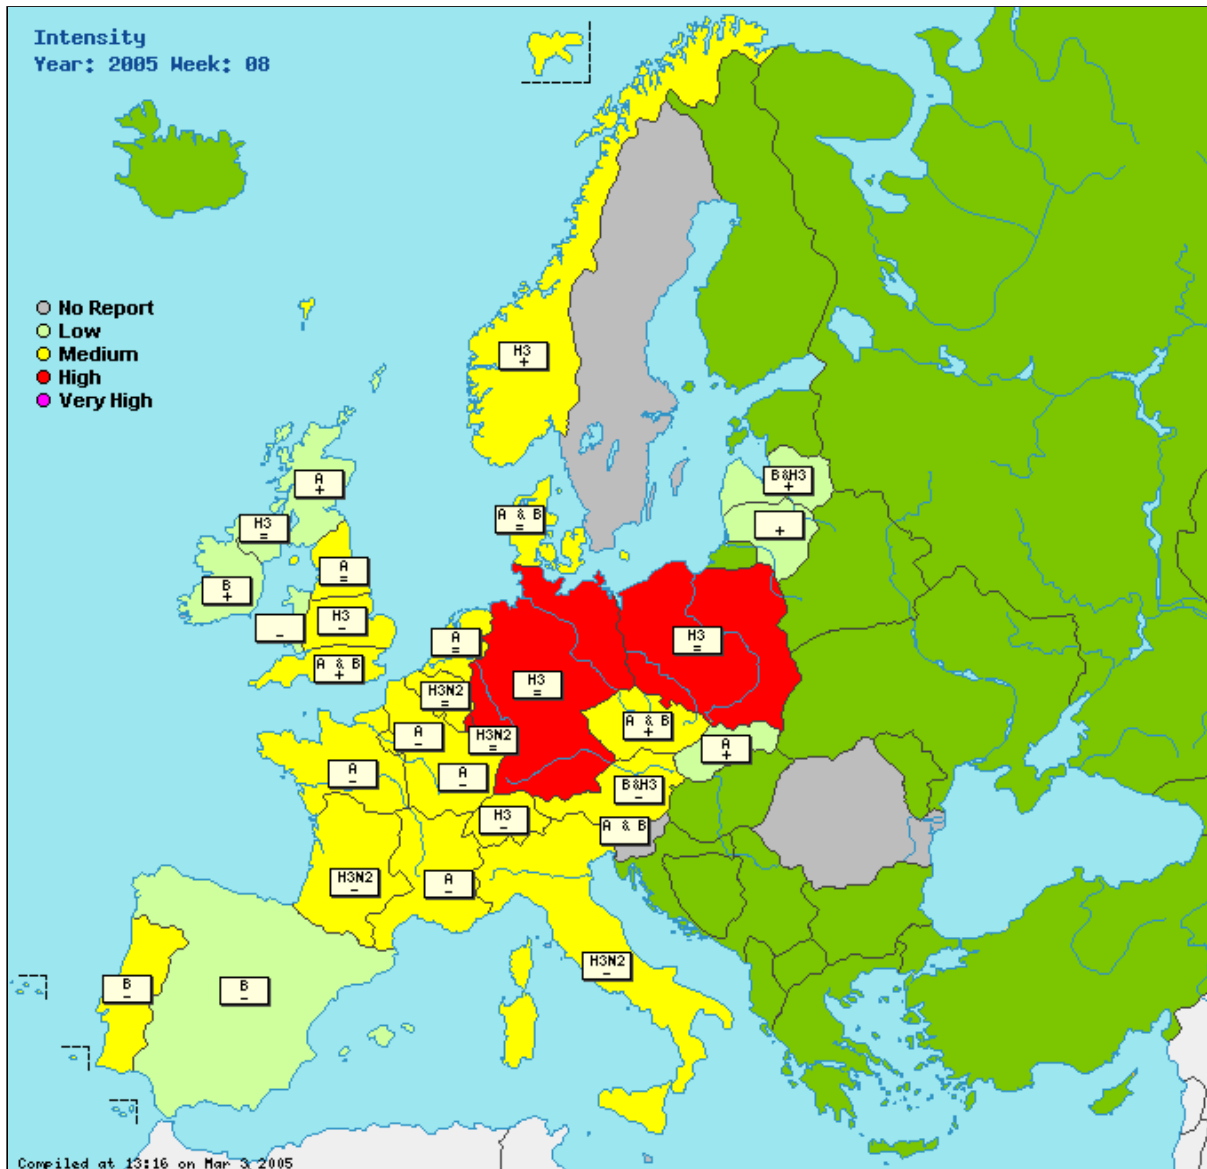 Intensity
Year: 2005 Week: 08
No Report
Low
Medium
High
Very High
H3
+
A
+
B&H3
+
A & B
=
H3
=
+
A
=
B
+
H3
-
-
A
=
H3
=
A & B
+
H3
=
H3N2
=
A & B
+
A
-
H3N2
=
A
+
A
-
A
-
B&H3
-
H3
-
A & B
H3N2
-
A
-
H3N2
-
B
-
B
-
Compiled at 13:16 on Mar 3 2005